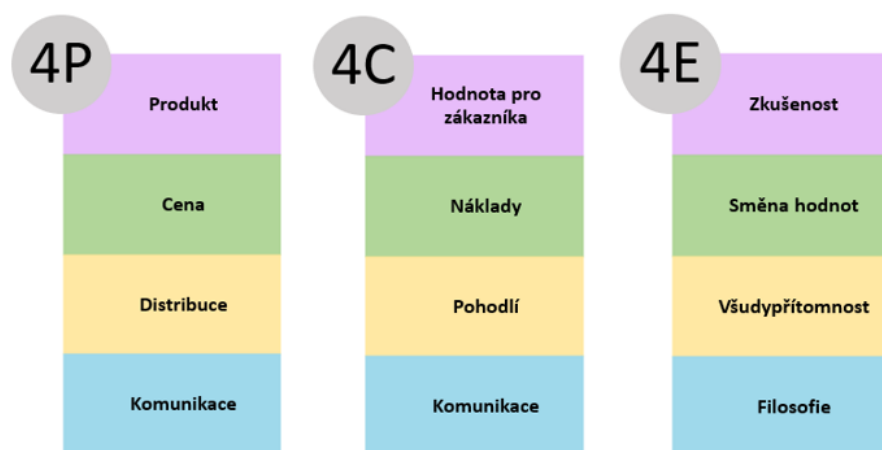 4P
Produkt
Cena
Distribuce
Komunikace
4C
Hodnota pro
zákazníka
Náklady
Pohodlí
Komunikace
4E
Zkušenost
Směna hodnot
Všudypřítomnost
Filosofie